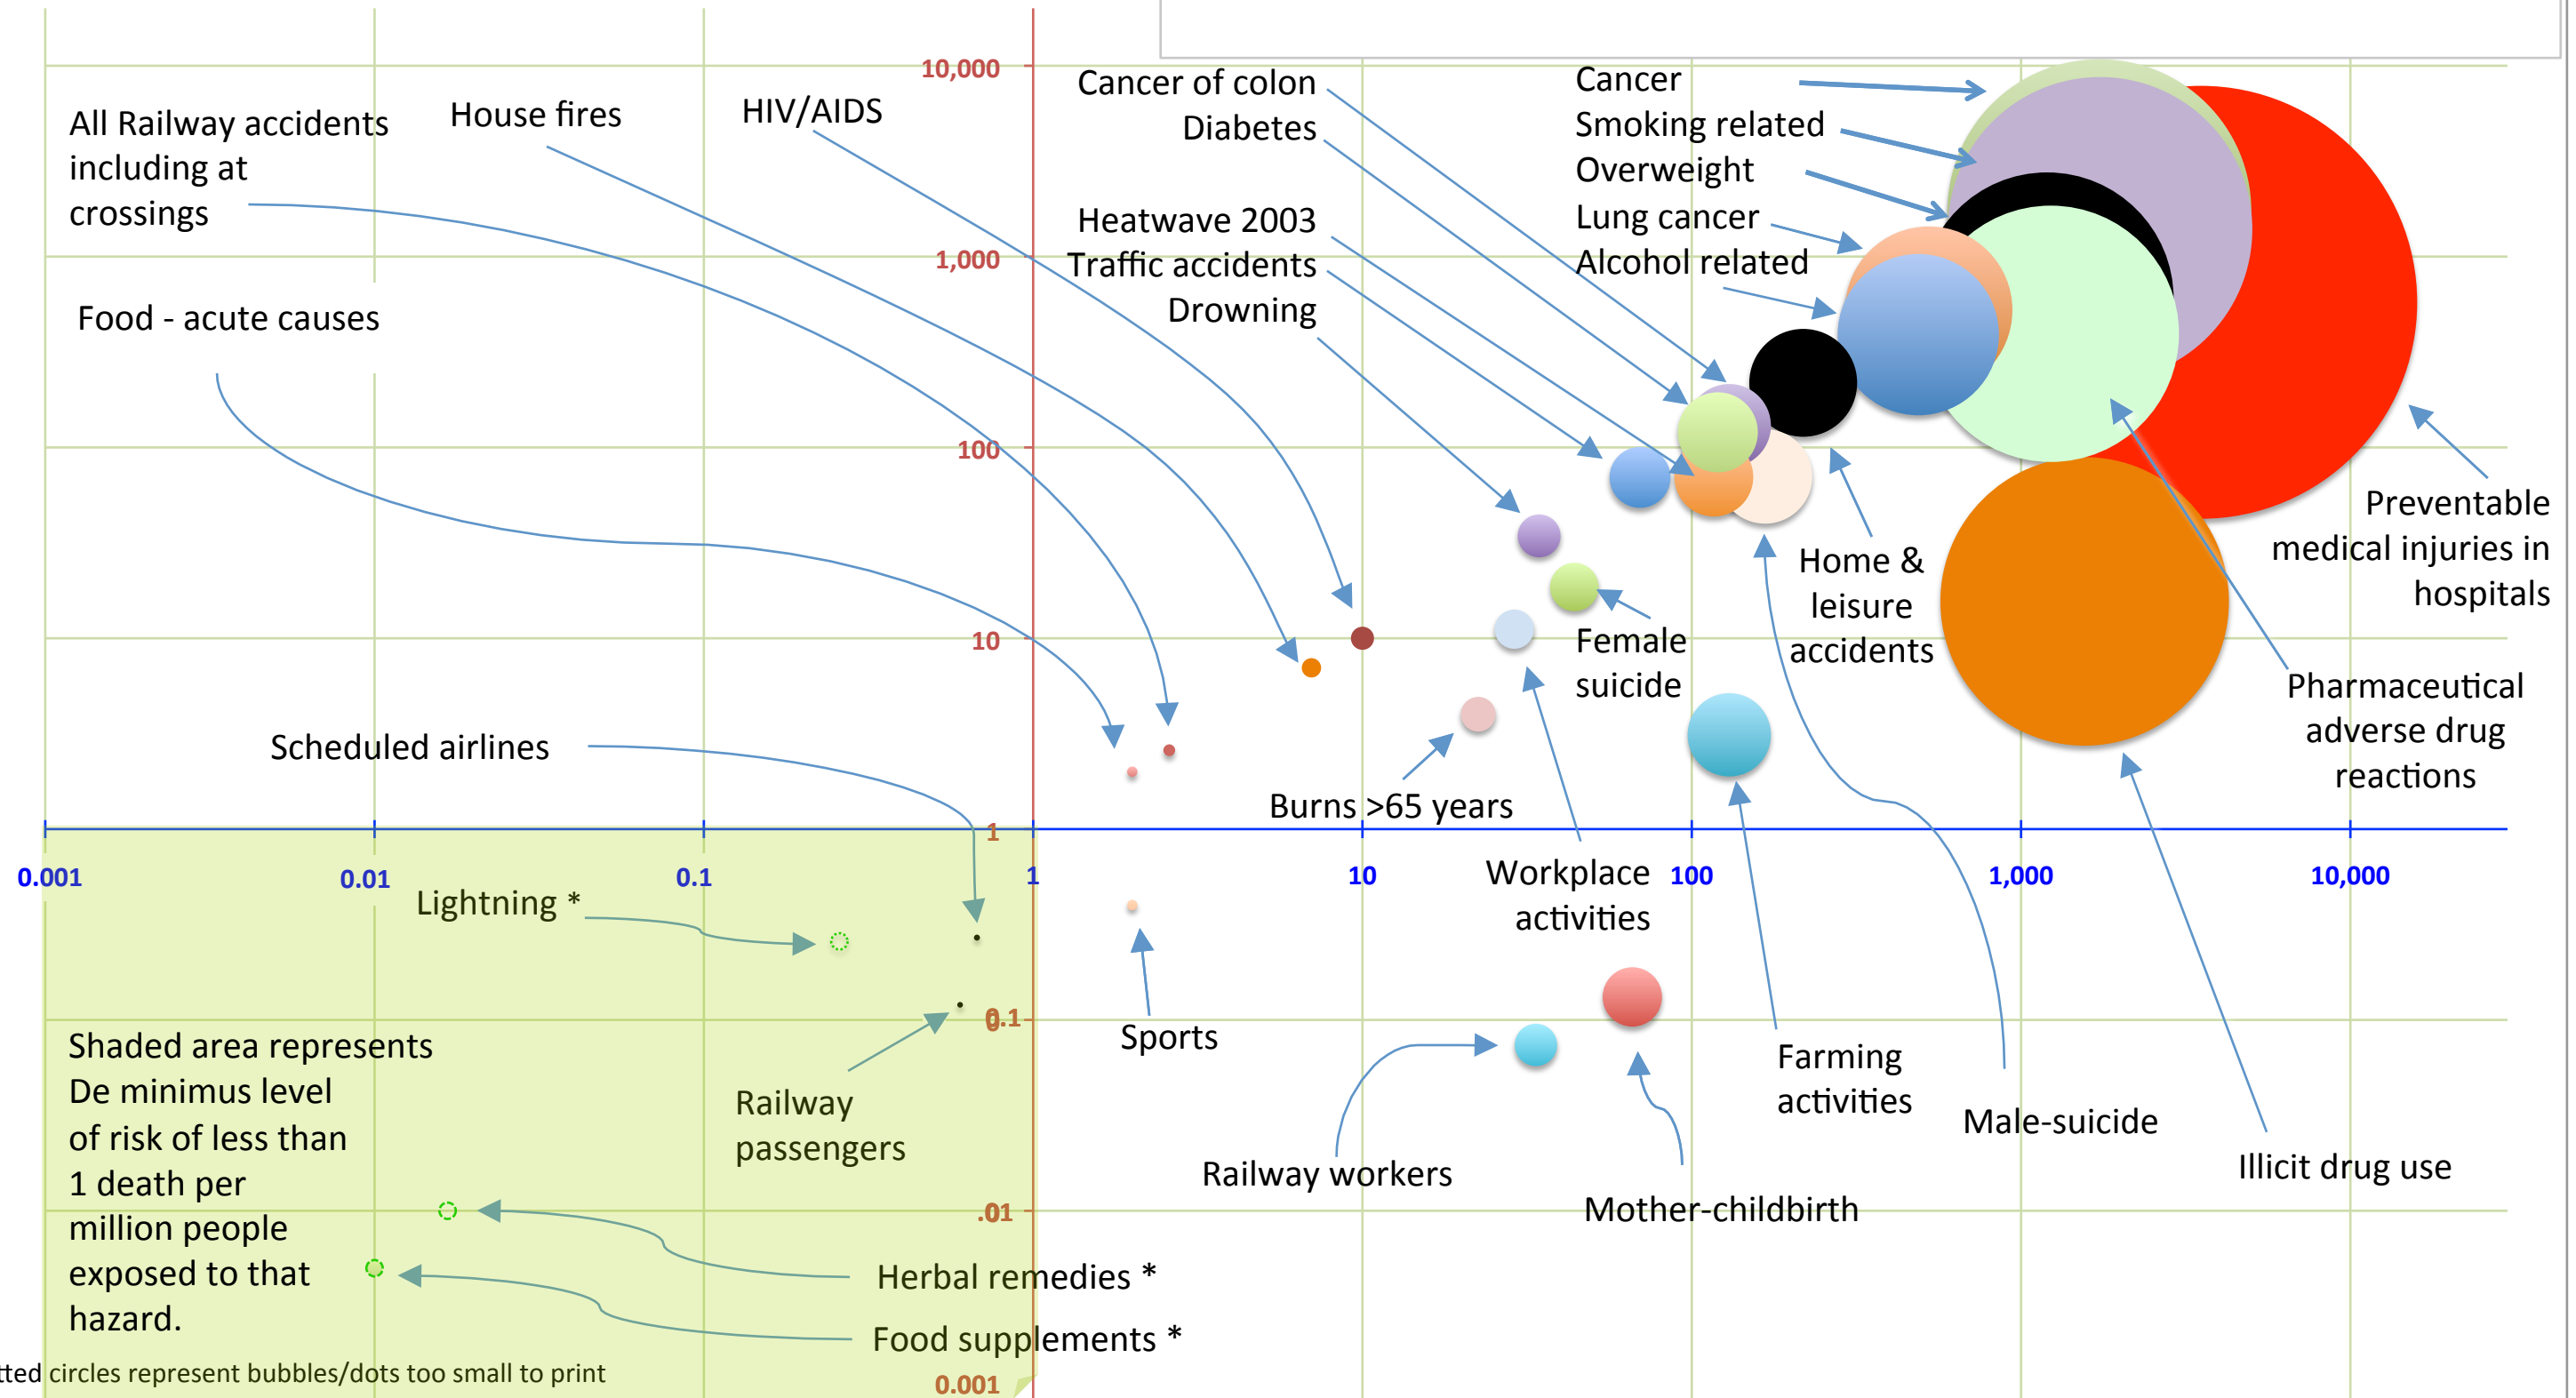 10,000
Cancer of colon
Diabetes
Cancer
Smoking related
Overweight
Lung cancer
Alcohol related
All Railway accidents
including at
crossings
House fires
HIV/AIDS
Heatwave 2003
Traffic accidents
Drowning
1,000
Food - acute causes
100
Preventable
medical injuries in
hospitals
Home &
leisure
accidents
10
Female
suicide
Pharmaceutical
adverse drug
reactions
Scheduled airlines
Burns >65 years
1
0.001
0.01
0.1
1
10
100
1,000
10,000
Workplace
activities
Lightning *
0.1
Sports
Shaded area represents
De minimus level
of risk of less than
1 death per
million people
exposed to that
hazard.
Railway
passengers
Farming
activities
Male-suicide
Railway workers
Illicit drug use
Mother-childbirth
.01
Herbal remedies *
Food supplements *
circles represent bubbles/dots too small to print
0.001